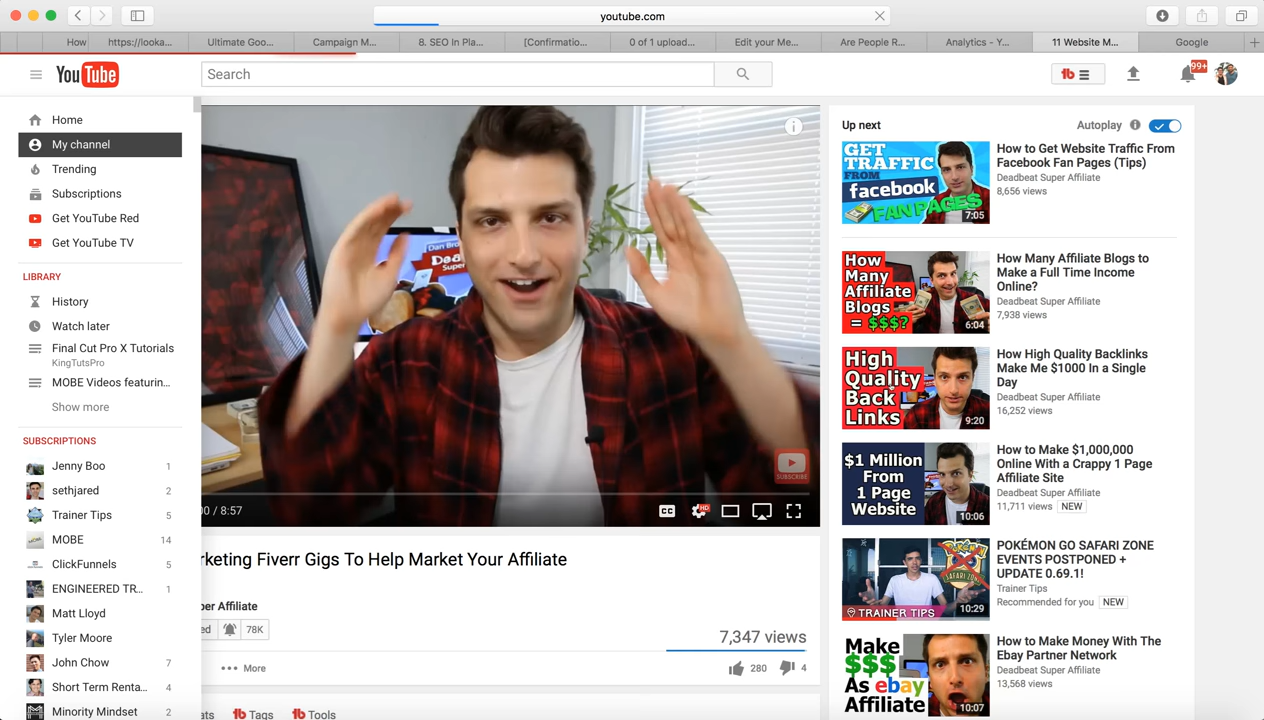 youtube.com
How
https://looka...
Ultimate Goo...
Campaign M...
8. SEO In Pla...
[Confirmatio...
0 of 1 upload...
Edit your Me...
Are People R...
Analytics - Y...
11 Website M...
Google
YouTube
Search
tb
99+
Home
My channel
Trending
Subscriptions
Get YouTube Red
Get YouTube TV
LIBRARY
History
Watch later
Final Cut Pro X Tutorials
KingTutsPro
MOBE Videos featurin...
Show more
SUBSCRIPTIONS
Jenny Boo 1
sethjared 2
Trainer Tips 5
MOBE 14
ClickFunnels 5
ENGINEERED TR... 1
Matt Lloyd
Tyler Moore
John Chow 7
Short Term Renta... 4
Minority Mindset 2
Dan Bro
Super
SUBSCRIBE
00 / 8:57
CC
HD
rketing Fiverr Gigs To Help Market Your Affiliate
per Affiliate
ed 78K
7,347 views
More
280 4
ats
tb Tags
tb Tools
Up next
Autoplay
GET
TRAFFIC
FROM
facebook
FAN PAGES
7:05
How to Get Website Traffic From
Facebook Fan Pages (Tips)
Deadbeat Super Affiliate
8,656 views
How
Many
Affiliate
Blogs
= $$$?
6:04
How Many Affiliate Blogs to
Make a Full Time Income
Online?
Deadbeat Super Affiliate
7,938 views
High
Quality
Back
Links
9:20
How High Quality Backlinks
Make Me $1000 In a Single
Day
Deadbeat Super Affiliate
16,252 views
$1 Million
From
1 Page
Website
10:06
How to Make $1,000,000
Online With a Crappy 1 Page
Affiliate Site
Deadbeat Super Affiliate
11,711 views NEW
TRAINER TIPS
10:29
POKÉMON GO SAFARI ZONE
EVENTS POSTPONED +
UPDATE 0.69.1!
Trainer Tips
Recommended for you NEW
Make
$$$
As ebay
Affiliate
10:07
How to Make Money With The
Ebay Partner Network
Deadbeat Super Affiliate
13,568 views